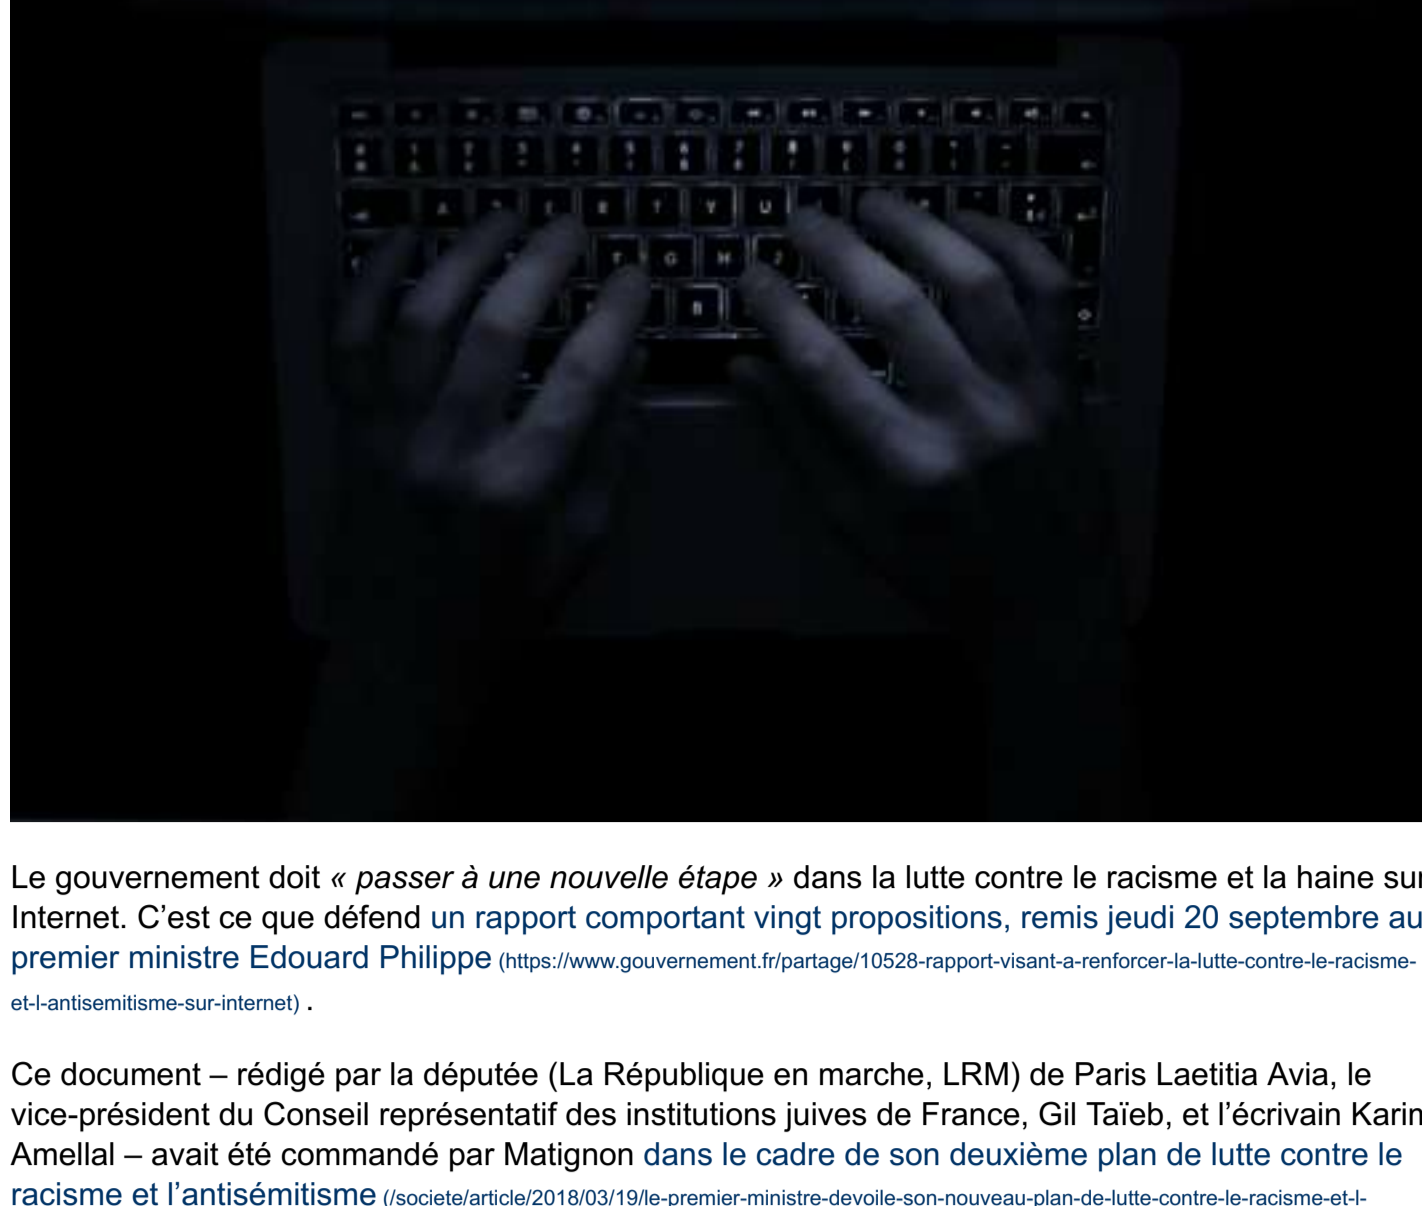 Le gouvernement doit « passer à une nouvelle étape » dans la lutte contre le racisme et la haine sur
Internet. C’est ce que défend un rapport comportant vingt propositions, remis jeudi 20 septembre au
premier ministre Edouard Philippe (https://www.gouvernement.fr/partage/10528-rapport-visant-a-renforcer-la-lutte-contre-le-racisme-
et-l-antisemitisme-sur-internet) .
Ce document – rédigé par la députée (La République en marche, LRM) de Paris Laetitia Avia, le
vice-président du Conseil représentatif des institutions juives de France, Gil Taïeb, et l’écrivain Karim
Amellal – avait été commandé par Matignon dans le cadre de son deuxième plan de lutte contre le
racisme et l’antisémitisme (/societe/article/2018/03/19/le-premier-ministre-devoile-son-nouveau-plan-de-lutte-contre-le-racisme-et-l-